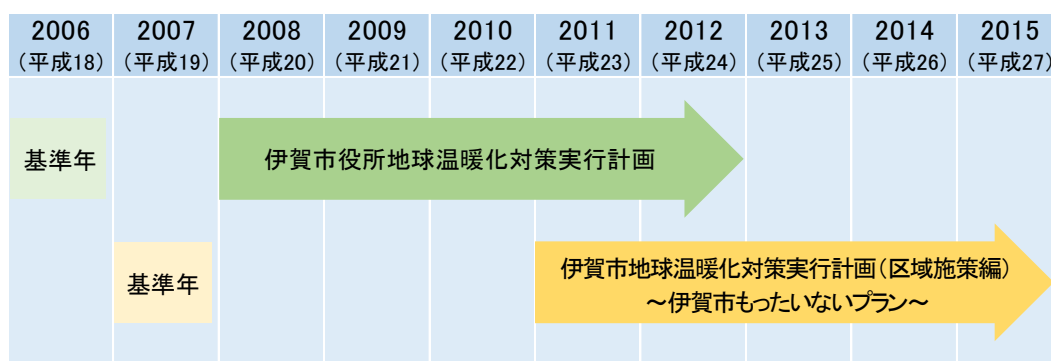 2006 2007 2008 2009 2010 2011 2012 2013 2014 2015
（平成18） （平成19） （平成20） （平成21） （平成22） （平成23） （平成24） （平成25） （平成26） （平成27）
基準年 伊賀市役所地球温暖化対策実行計画
基準年
伊賀市地球温暖化対策実行計画（区域施策編）
～伊賀市もったいないプラン～